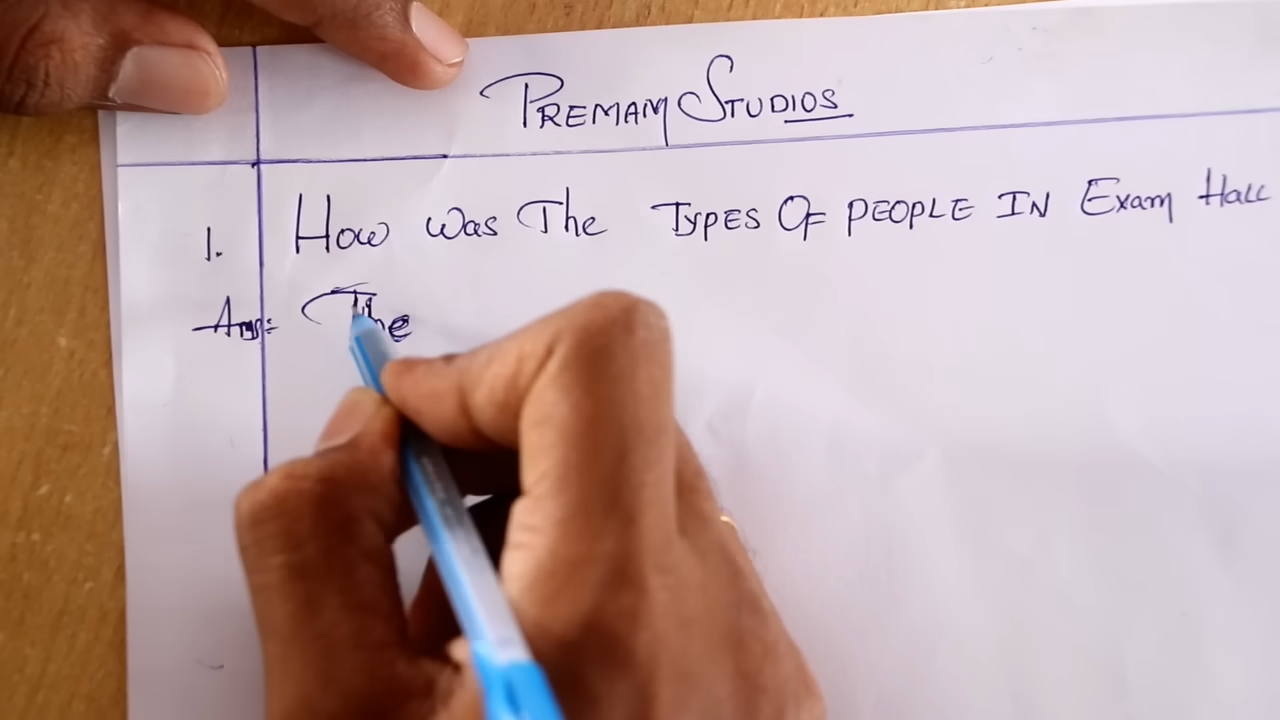 PREMAM STUDIOS
1. How Was The TYPES OF PEOPLE IN Exam HALL
Ans: The